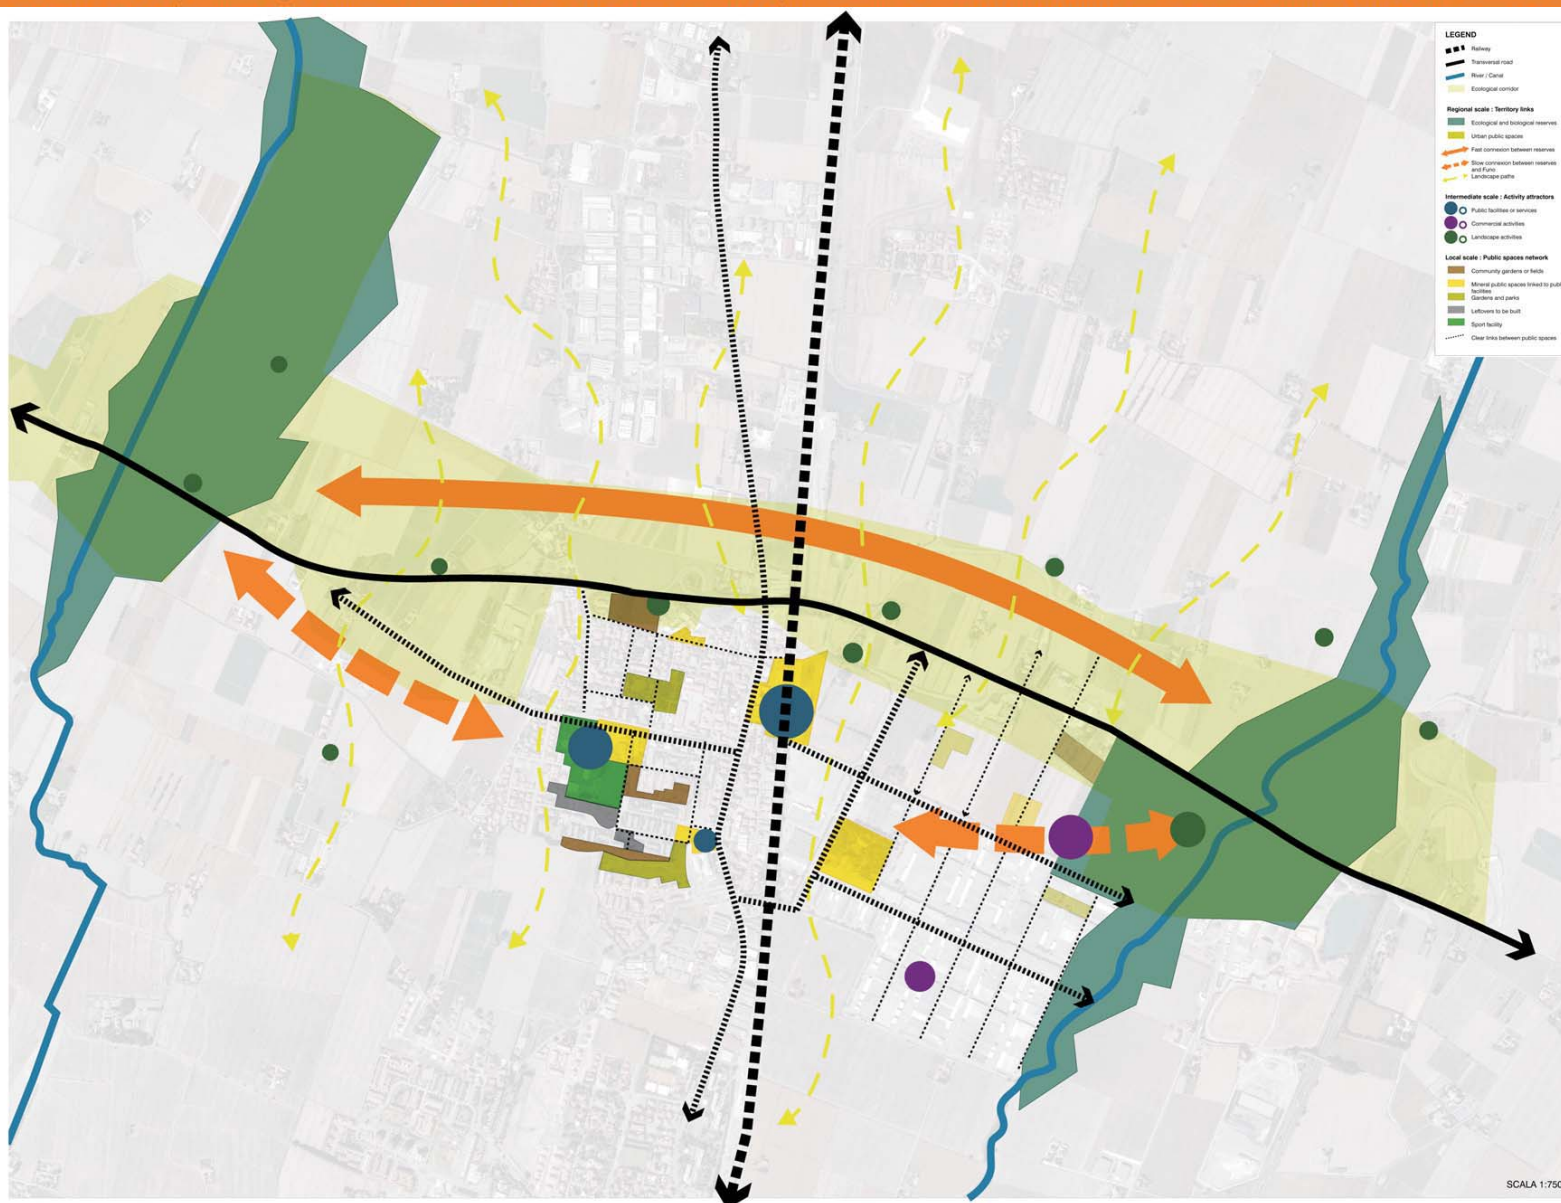 LEGEND
Railway
Transversal road
River / Canal
Ecological corridor
Regional scale : Territory links
Ecological and biological reserves
Urban public spaces
Fast connexion between reserves
Slow connexion between reserves
and Funo
Landscape paths
Intermediate scale : Activity attractors
Public facilities or services
Commercial activities
Landscape activities
Local scale : Public spaces network
Community gardens or fields
Mineral public spaces linked to publi
facilities
Gardens and parks
Leftovers to be built
Sport facility
Clear links between public spaces
SCALA 1:750